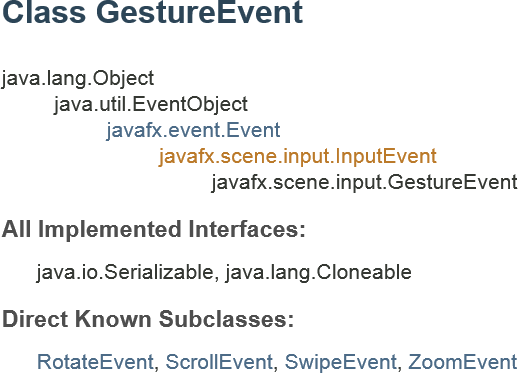 Class GestureEvent
java.lang.Object
java.util.EventObject
javafx.event.Event
javafx.scene.input.InputEvent
javafx.scene.input.GestureEvent
All Implemented Interfaces:
java.io.Serializable, java.lang.Cloneable
Direct Known Subclasses:
RotateEvent, ScrollEvent, SwipeEvent, ZoomEvent